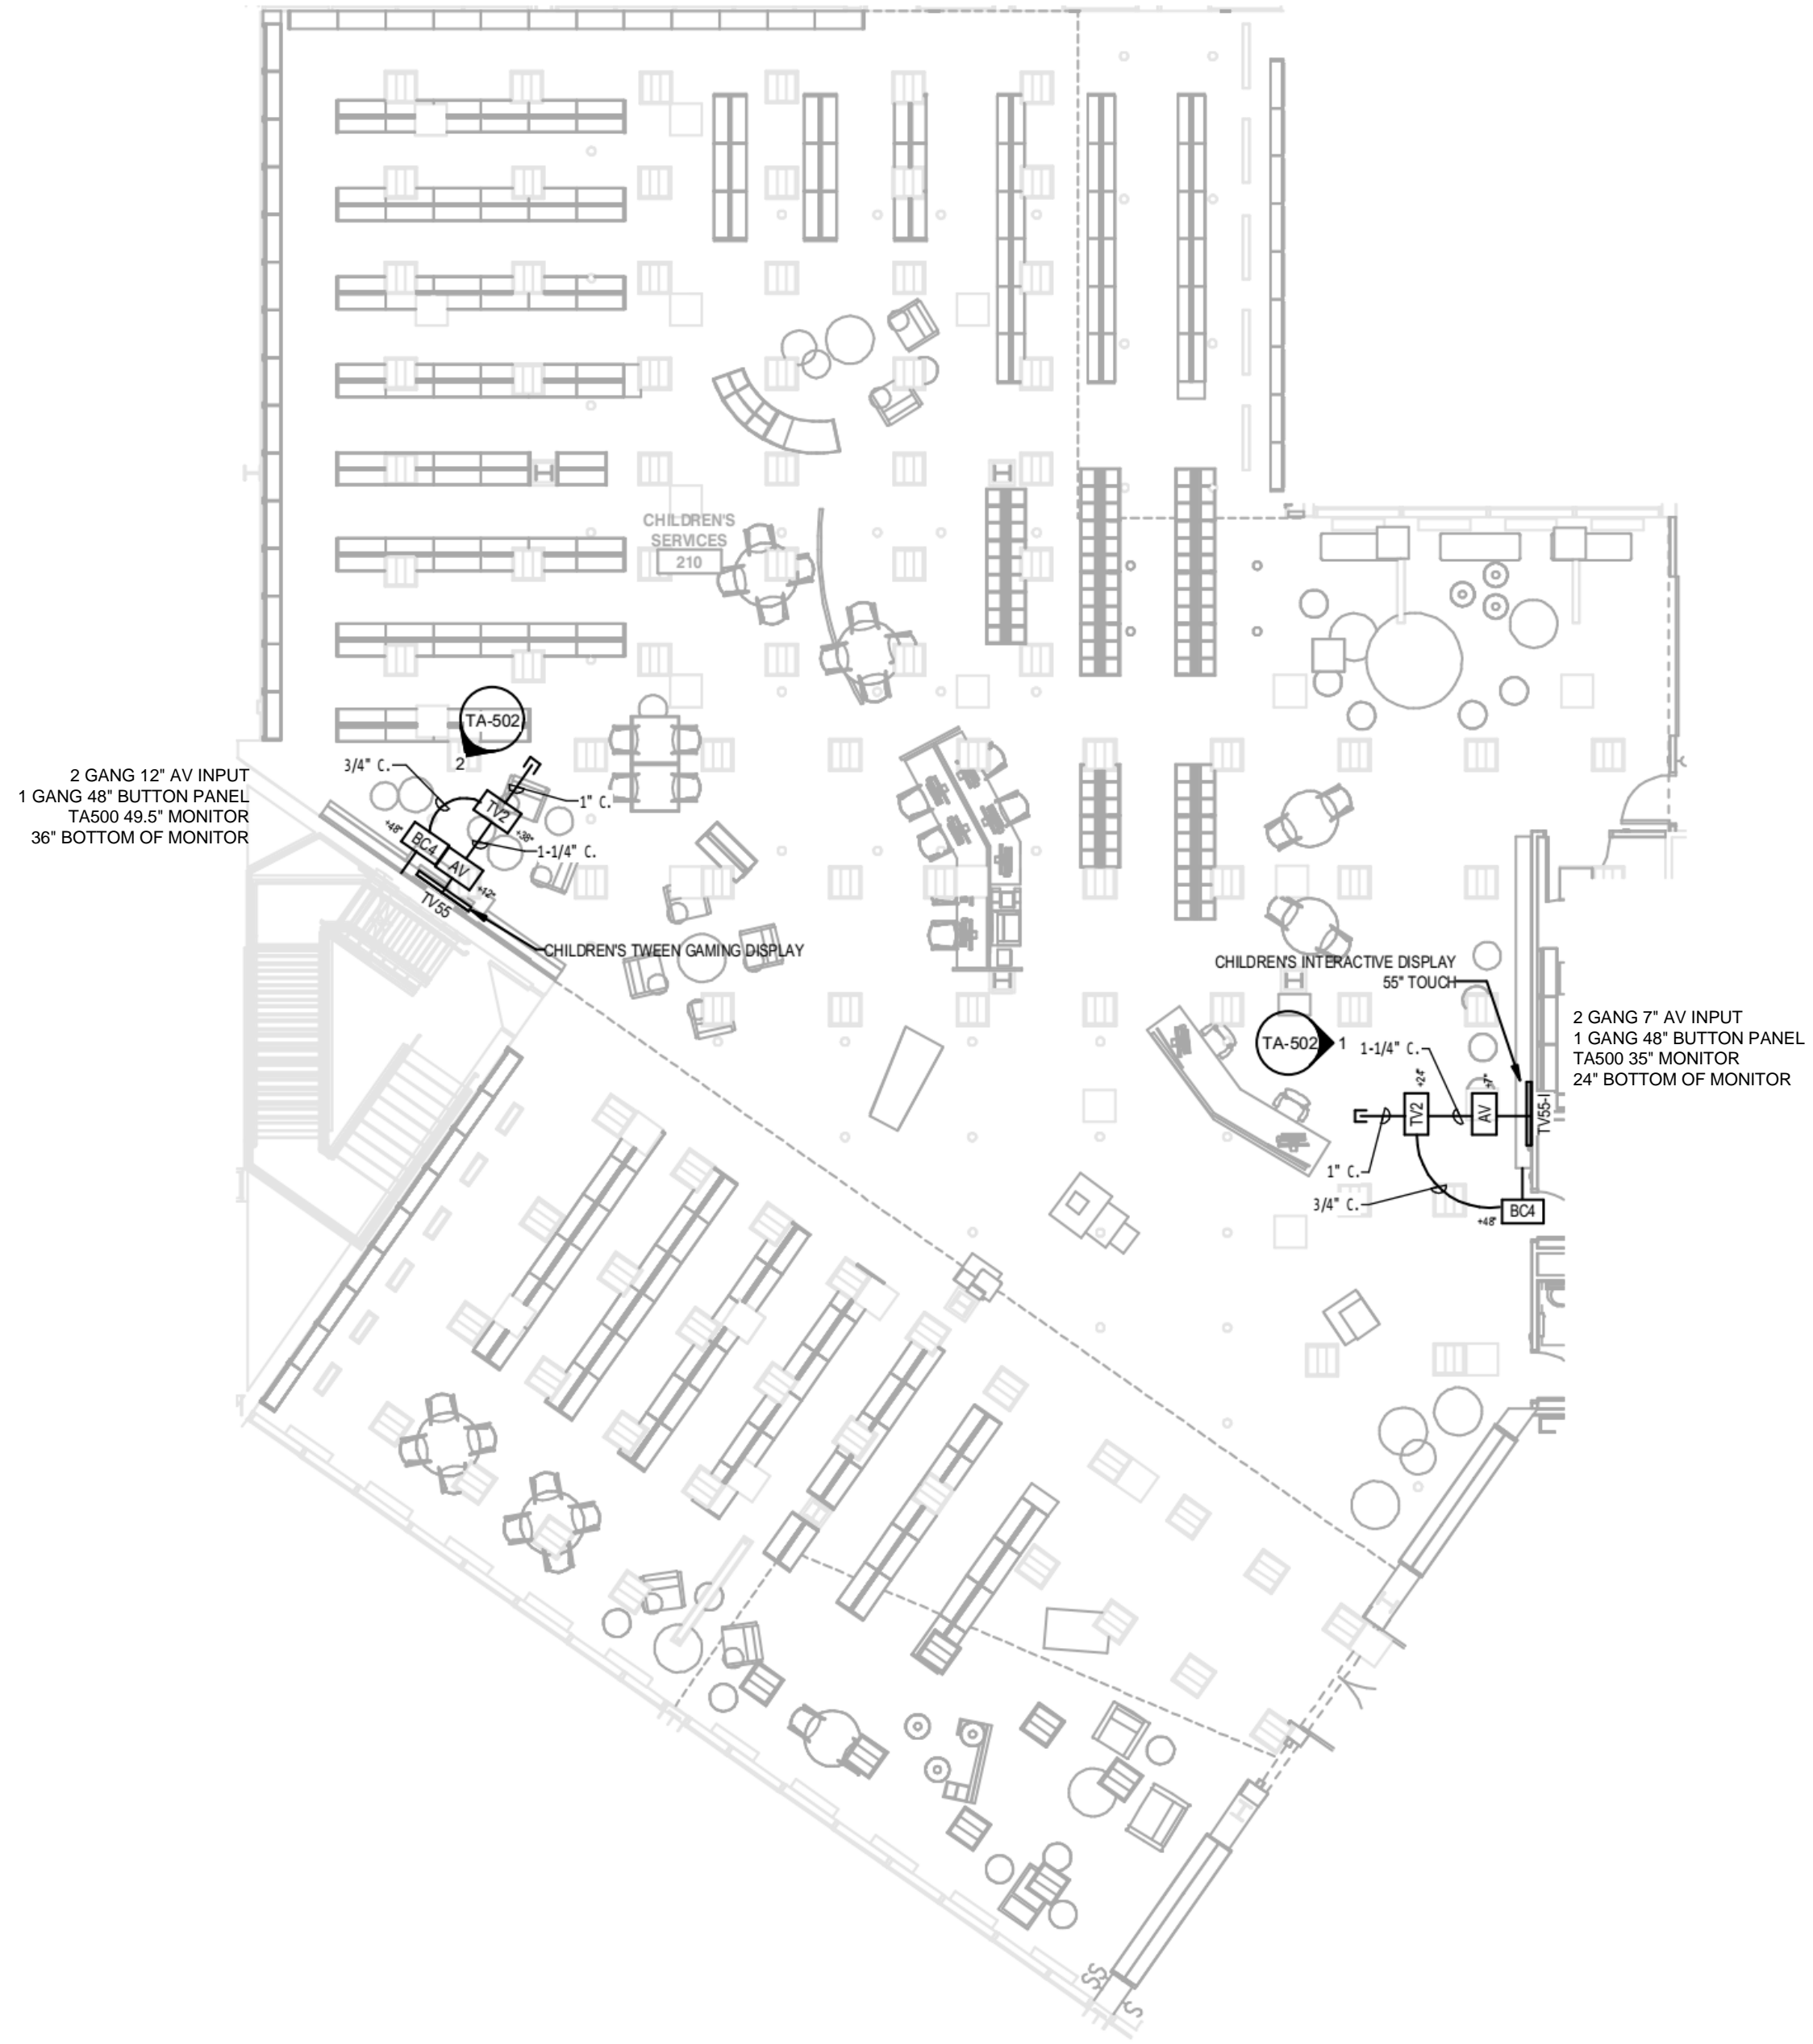 CHILDREN'S
SERVICES
210
TA-502
2
3/4" C.
2 GANG 12" AV INPUT
1 GANG 48" BUTTON PANEL
TA500 49.5" MONITOR
36" BOTTOM OF MONITOR
1" C.
TV2
+38"
+48"
BC4
1-1/4" C.
AV
+12"
TV55
CHILDREN'S TWEEN GAMING DISPLAY
CHILDREN'S INTERACTIVE DISPLAY
55" TOUCH
2 GANG 7" AV INPUT
1 GANG 48" BUTTON PANEL
TA500 35" MONITOR
24" BOTTOM OF MONITOR
TA-502
1
1-1/4" C.
+24"
+7"
TV2
AV
TV55-I
1" C.
3/4" C.
BC4
+48"
SS
S